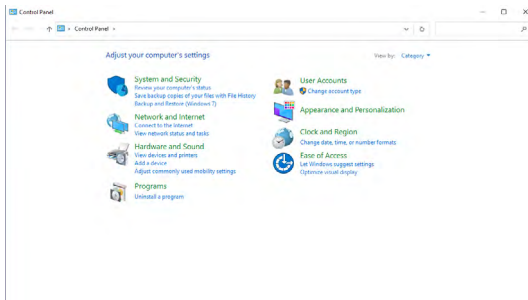 Control Panel
Control Panel
Adjust your computer's settings
View by: Category
System and Security
Review your computer's status
Save backup copies of your files with File History
Backup and Restore (Windows 7)
Network and Internet
Connect to the Internet
View network status and tasks
Hardware and Sound
View devices and printers
Add a device
Adjust commonly used mobility settings
Programs
Uninstall a program
User Accounts
Change account type
Appearance and Personalization
Clock and Region
Change date, time, or number formats
Ease of Access
Let Windows suggest settings
Optimize visual display